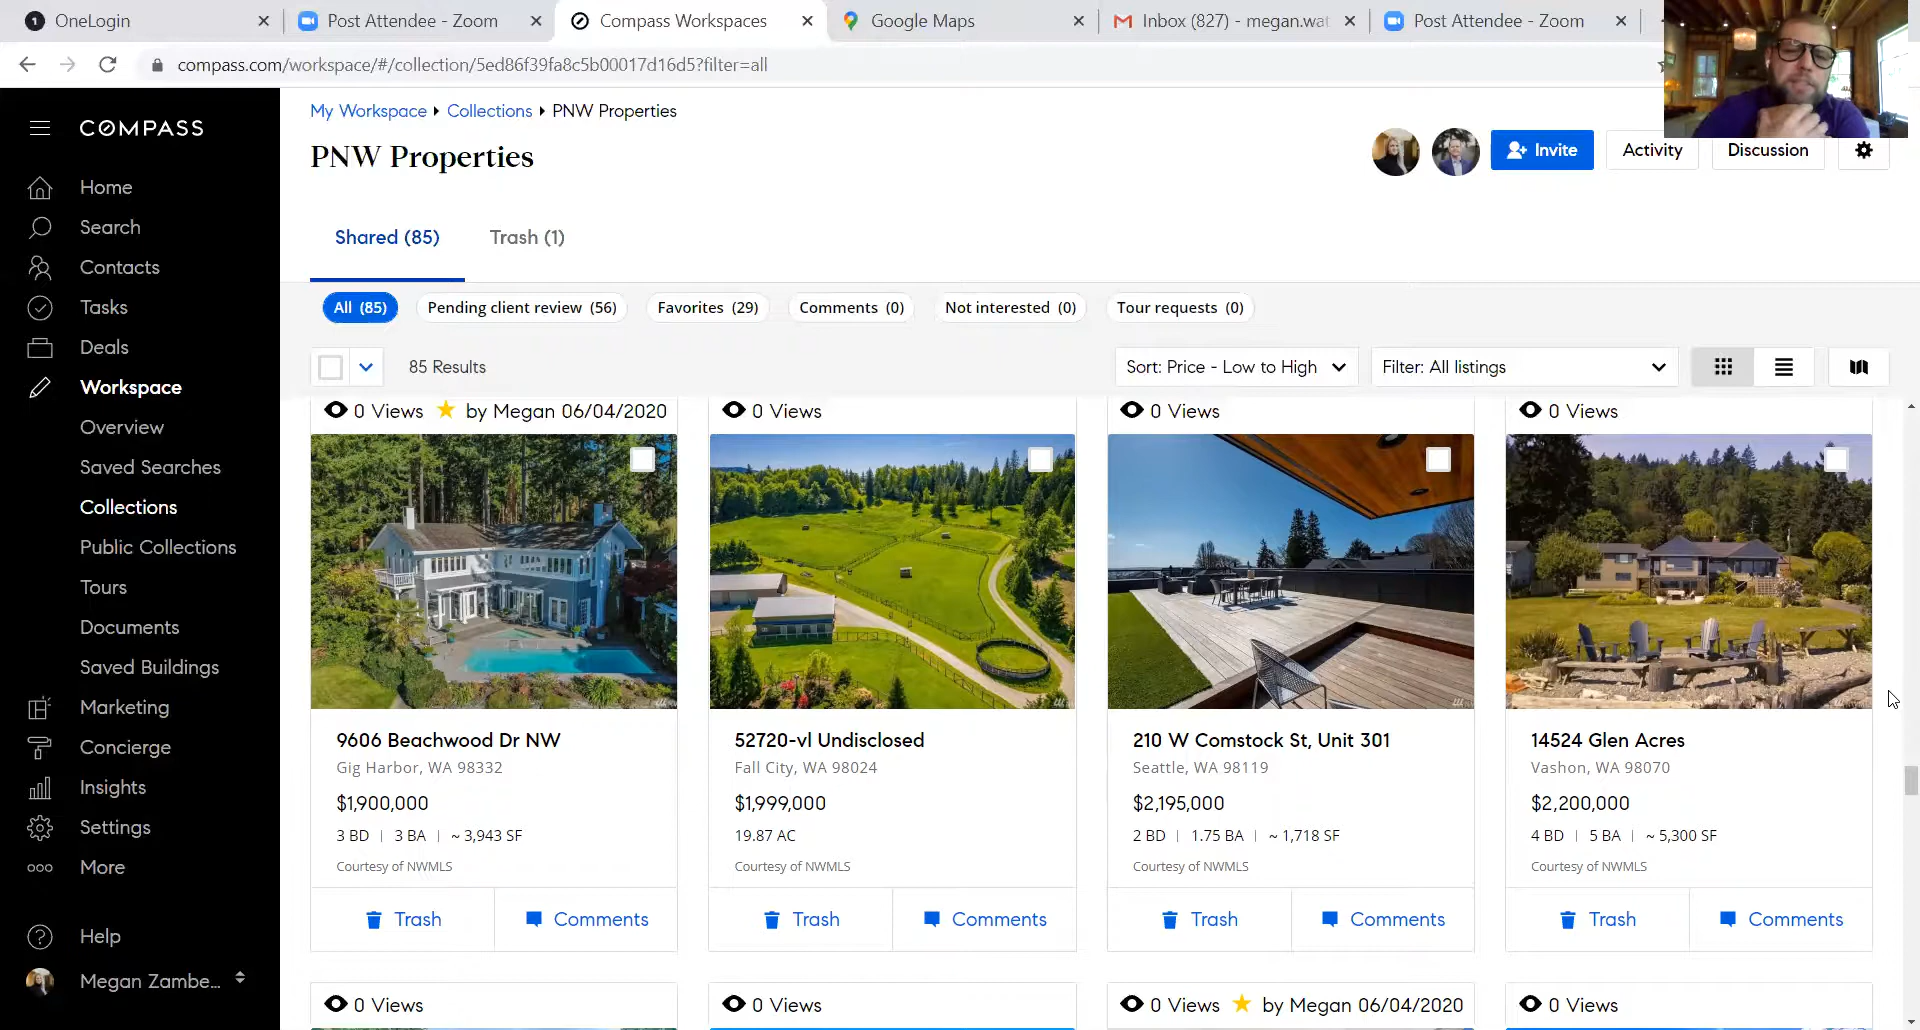 OneLogin
Post Attendee - Zoom
Compass Workspaces
Google Maps
Inbox (827) - megan.wat
Post Attendee - Zoom
compass.com/workspace/#/collection/5ed86f39fa8c5b00017d16d5?filter=all
COMPASS
Home
Search
Contacts
Tasks
Deals
Workspace
Overview
Saved Searches
Collections
Public Collections
Tours
Documents
Saved Buildings
Marketing
Concierge
Insights
Settings
More
Help
Megan Zambe...
My Workspace Collections PNW Properties
PNW Properties
Invite
Activity
Discussion
Shared (85)
Trash (1)
All (85)
Pending client review (56)
Favorites (29)
Comments (0)
Not interested (0)
Tour requests (0)
85 Results
Sort: Price - Low to High
Filter: All listings
0 Views by Megan 06/04/2020
9606 Beachwood Dr NW
Gig Harbor, WA 98332
$1,900,000
3 BD | 3 BA | ~ 3,943 SF
Courtesy of NWMLS
Trash
Comments
0 Views
52720-vl Undisclosed
Fall City, WA 98024
$1,999,000
19.87 AC
Courtesy of NWMLS
Trash
Comments
0 Views
210 W Comstock St, Unit 301
Seattle, WA 98119
$2,195,000
2 BD | 1.75 BA | ~ 1,718 SF
Courtesy of NWMLS
Trash
Comments
0 Views
14524 Glen Acres
Vashon, WA 98070
$2,200,000
4 BD | 5 BA | ~ 5,300 SF
Courtesy of NWMLS
Trash
Comments
0 Views
0 Views
0 Views by Megan 06/04/2020
0 Views